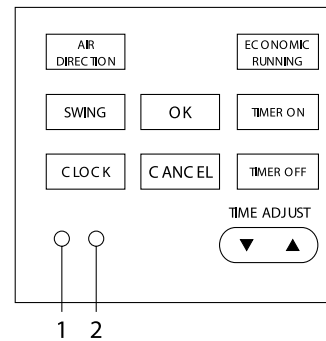 AIR
DIRECTION
ECONOMIC
RUNNING
SWING
OK
TIMER ON
CLOCK
CANCEL
TIMER OFF
TIME ADJUST
▼ ▲
1 2